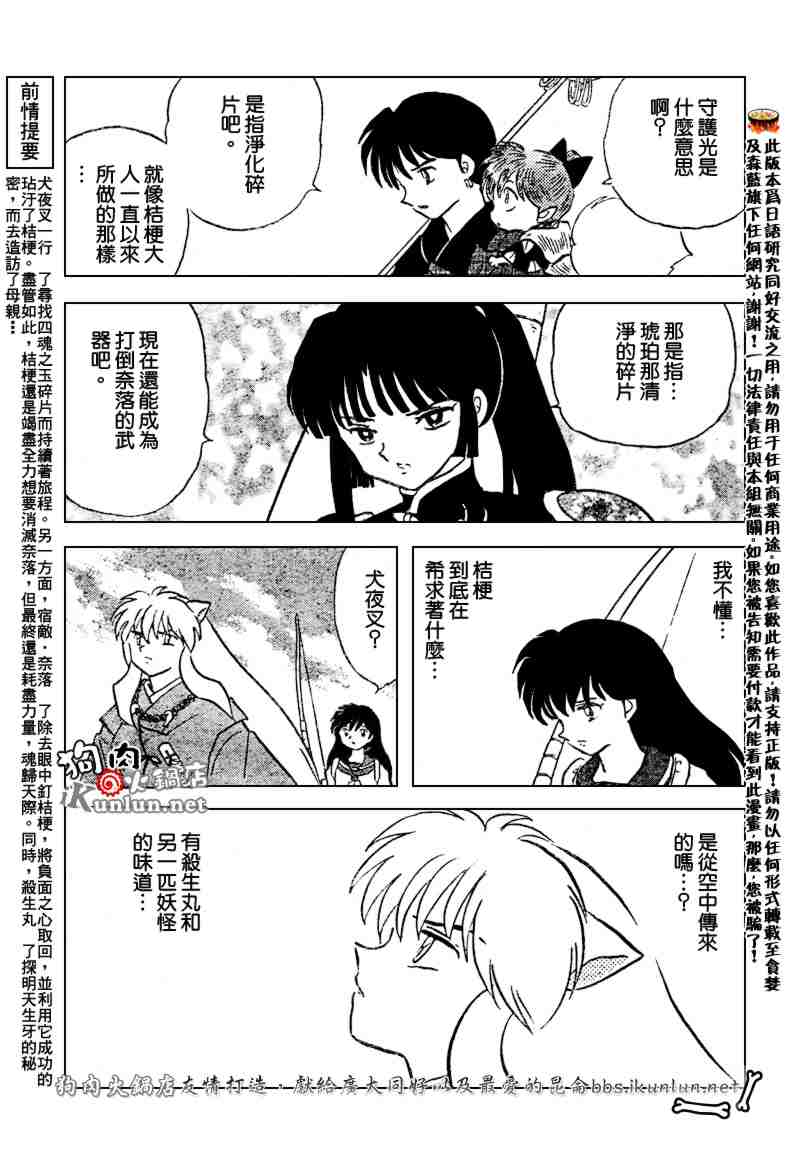 守護光是
什麼意思
啊?
是指淨化碎
片吧。
就像桔梗大
人一直以來
所做的那樣
…
那是指…
琥珀那清
淨的碎片
現在還能成為
打倒奈落的武
器吧。
我不懂…
桔梗
到底在
希求著什麼…
犬夜叉?
是從空中傳來
的嗎…?
有殺生丸和
另一匹妖怪
的味道…
前情提要
犬夜叉一行　了尋找四魂之玉碎片而持續著旅程。另一方面,宿敵・奈落　了除去眼中釘桔梗,將負面之心取回,並利用它成功的
玷汙了桔梗。盡管如此,桔梗還是竭盡全力想要消滅奈落,但最終還是耗盡力量,魂歸天際。同時,殺生丸　了探明天生牙的秘
密,而去造訪了母親…
此版本爲日語研究同好交流之用,請勿用于任何商業用途。如您喜歡此作品,請支持正版!請勿以任何形式轉載至貪婪
及森藍旗下任何網站,謝謝!一切法律責任與本組無關。如果您被告知需要付款才能看到此漫畫,那麼,您被騙了!
狗肉火鍋店
iKunlun.net
狗肉火鍋店友情打造,獻給廣大同好以及最愛的昆侖bbs.ikunlun.net